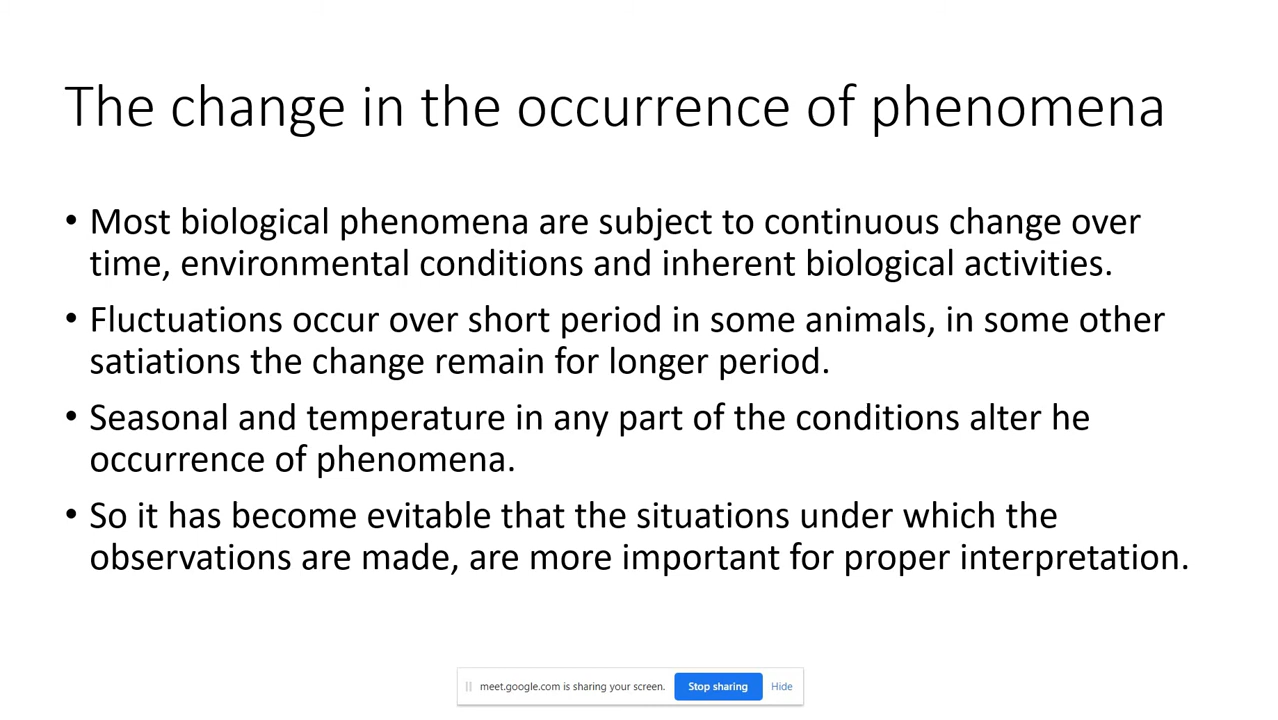 The change in the occurrence of phenomena
• Most biological phenomena are subject to continuous change over
time, environmental conditions and inherent biological activities.
• Fluctuations occur over short period in some animals, in some other
satiations the change remain for longer period.
• Seasonal and temperature in any part of the conditions alter he
occurrence of phenomena.
• So it has become evitable that the situations under which the
observations are made, are more important for proper interpretation.
meet.google.com is sharing your screen. Stop sharing Hide